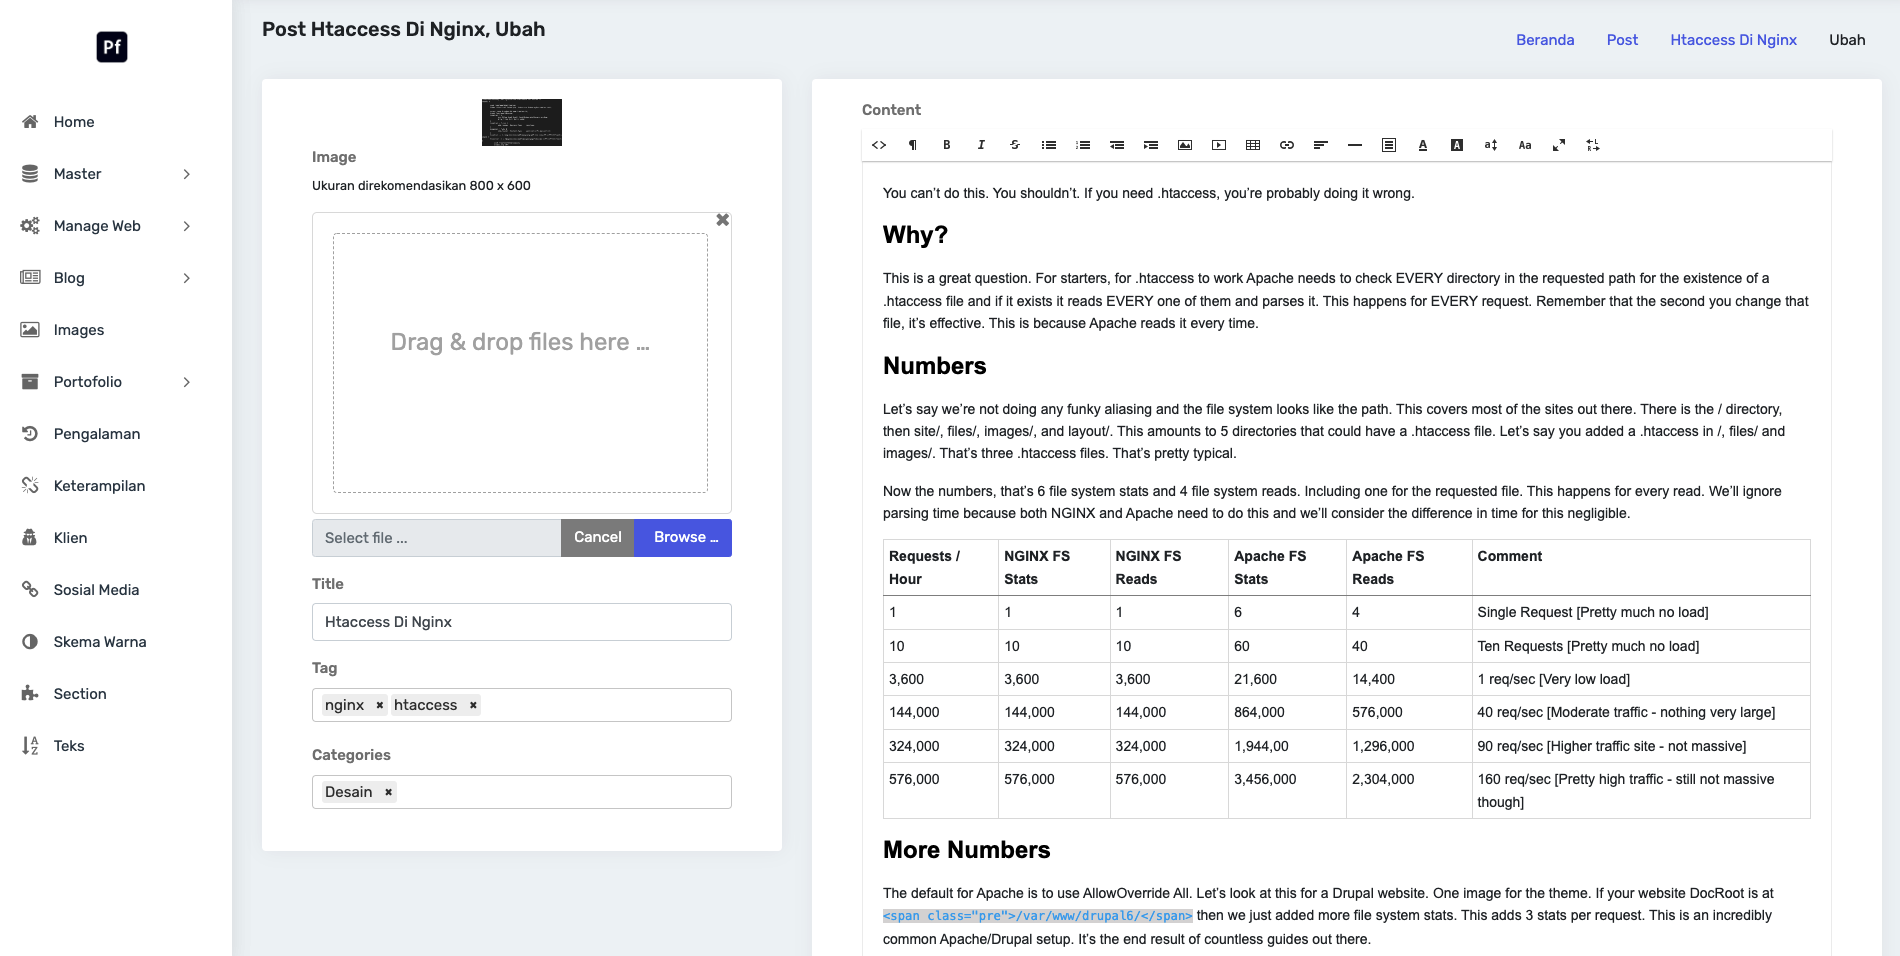 Pf
Home
Master
Manage Web
Blog
Images
Portofolio
Pengalaman
Keterampilan
Klien
Sosial Media
Skema Warna
Section
Teks
Post Htaccess Di Nginx, Ubah
Beranda Post Htaccess Di Nginx Ubah
Image
Ukuran direkomendasikan 800 x 600
Drag & drop files here ...
Select file ... Cancel Browse ...
Title
Htaccess Di Nginx
Tag
nginx × htaccess ×
Categories
Desain ×
Content
You can’t do this. You shouldn’t. If you need .htaccess, you’re probably doing it wrong.
Why?
This is a great question. For starters, for .htaccess to work Apache needs to check EVERY directory in the requested path for the existence of a
.htaccess file and if it exists it reads EVERY one of them and parses it. This happens for EVERY request. Remember that the second you change that
file, it’s effective. This is because Apache reads it every time.
Numbers
Let’s say we’re not doing any funky aliasing and the file system looks like the path. This covers most of the sites out there. There is the / directory,
then site/, files/, images/, and layout/. This amounts to 5 directories that could have a .htaccess file. Let’s say you added a .htaccess in /, files/ and
images/. That’s three .htaccess files. That’s pretty typical.
Now the numbers, that’s 6 file system stats and 4 file system reads. Including one for the requested file. This happens for every read. We’ll ignore
parsing time because both NGINX and Apache need to do this and we’ll consider the difference in time for this negligible.
Requests / Hour NGINX FS Stats NGINX FS Reads Apache FS Stats Apache FS Reads Comment
1 1 1 6 4 Single Request [Pretty much no load]
10 10 10 60 40 Ten Requests [Pretty much no load]
3,600 3,600 3,600 21,600 14,400 1 req/sec [Very low load]
144,000 144,000 144,000 864,000 576,000 40 req/sec [Moderate traffic - nothing very large]
324,000 324,000 324,000 1,944,00 1,296,000 90 req/sec [Higher traffic site - not massive]
576,000 576,000 576,000 3,456,000 2,304,000 160 req/sec [Pretty high traffic - still not massive
though]
More Numbers
The default for Apache is to use AllowOverride All. Let’s look at this for a Drupal website. One image for the theme. If your website DocRoot is at
<span class="pre">/var/www/drupal6/</span> then we just added more file system stats. This adds 3 stats per request. This is an incredibly
common Apache/Drupal setup. It’s the end result of countless guides out there.